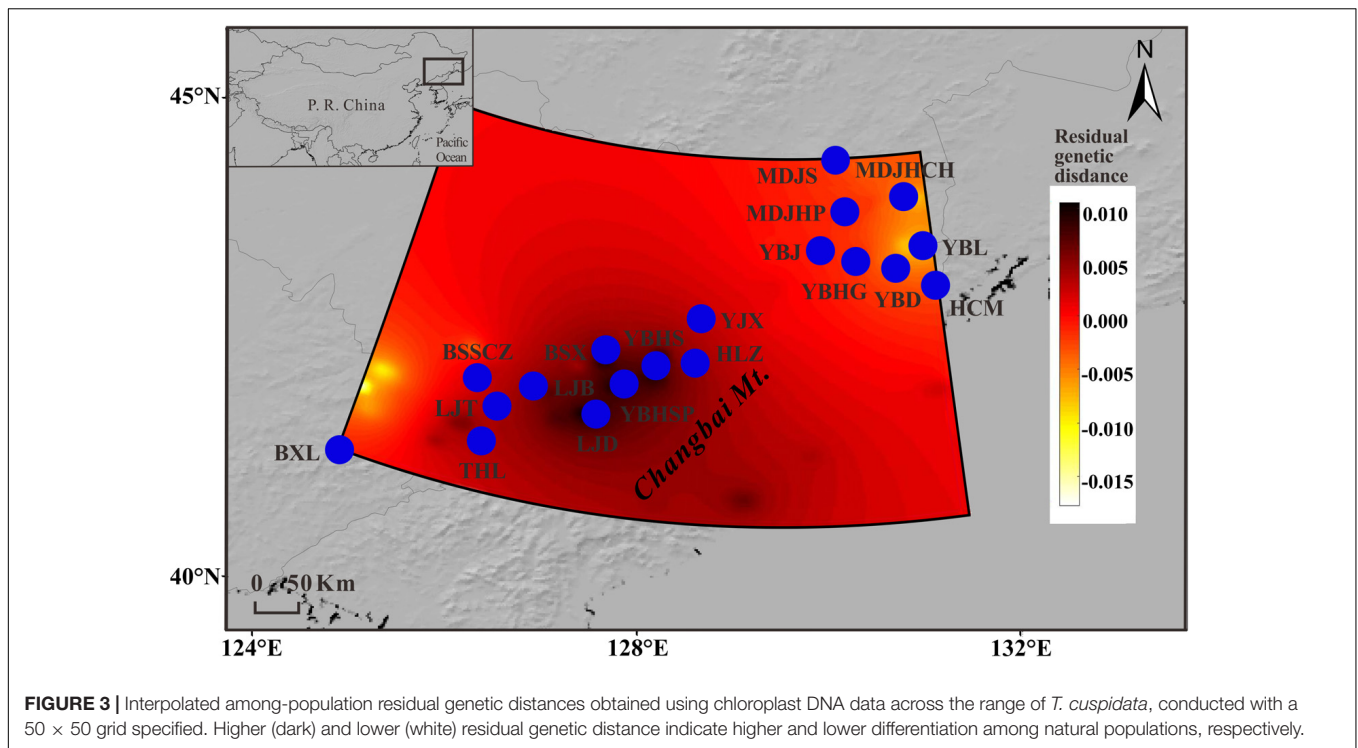 45°N
40°N
124°E
128°E
132°E
P. R. China
Pacific
Ocean
N
Residual
genetic
disdance
0.010
0.005
0.000
-0.005
-0.010
-0.015
MDJS
MDJHCH
MDJHP
YBJ
YBL
YBHG
YBD
HCM
YJX
YBHS
BSX
HLZ
BSSCZ
LJB
LJT
YBHSP
LJD
BXL
THL
Changbai Mt.
0 50 Km
FIGURE 3 | Interpolated among-population residual genetic distances obtained using chloroplast DNA data across the range of T. cuspidata, conducted with a
50 × 50 grid specified. Higher (dark) and lower (white) residual genetic distance indicate higher and lower differentiation among natural populations, respectively.